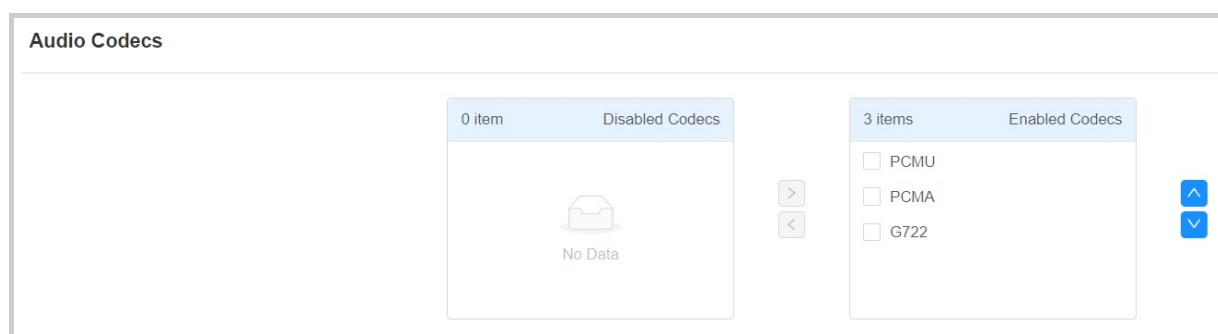 Audio Codecs
0 item Disabled Codecs
3 items Enabled Codecs
PCMU
PCMA
G722
No Data